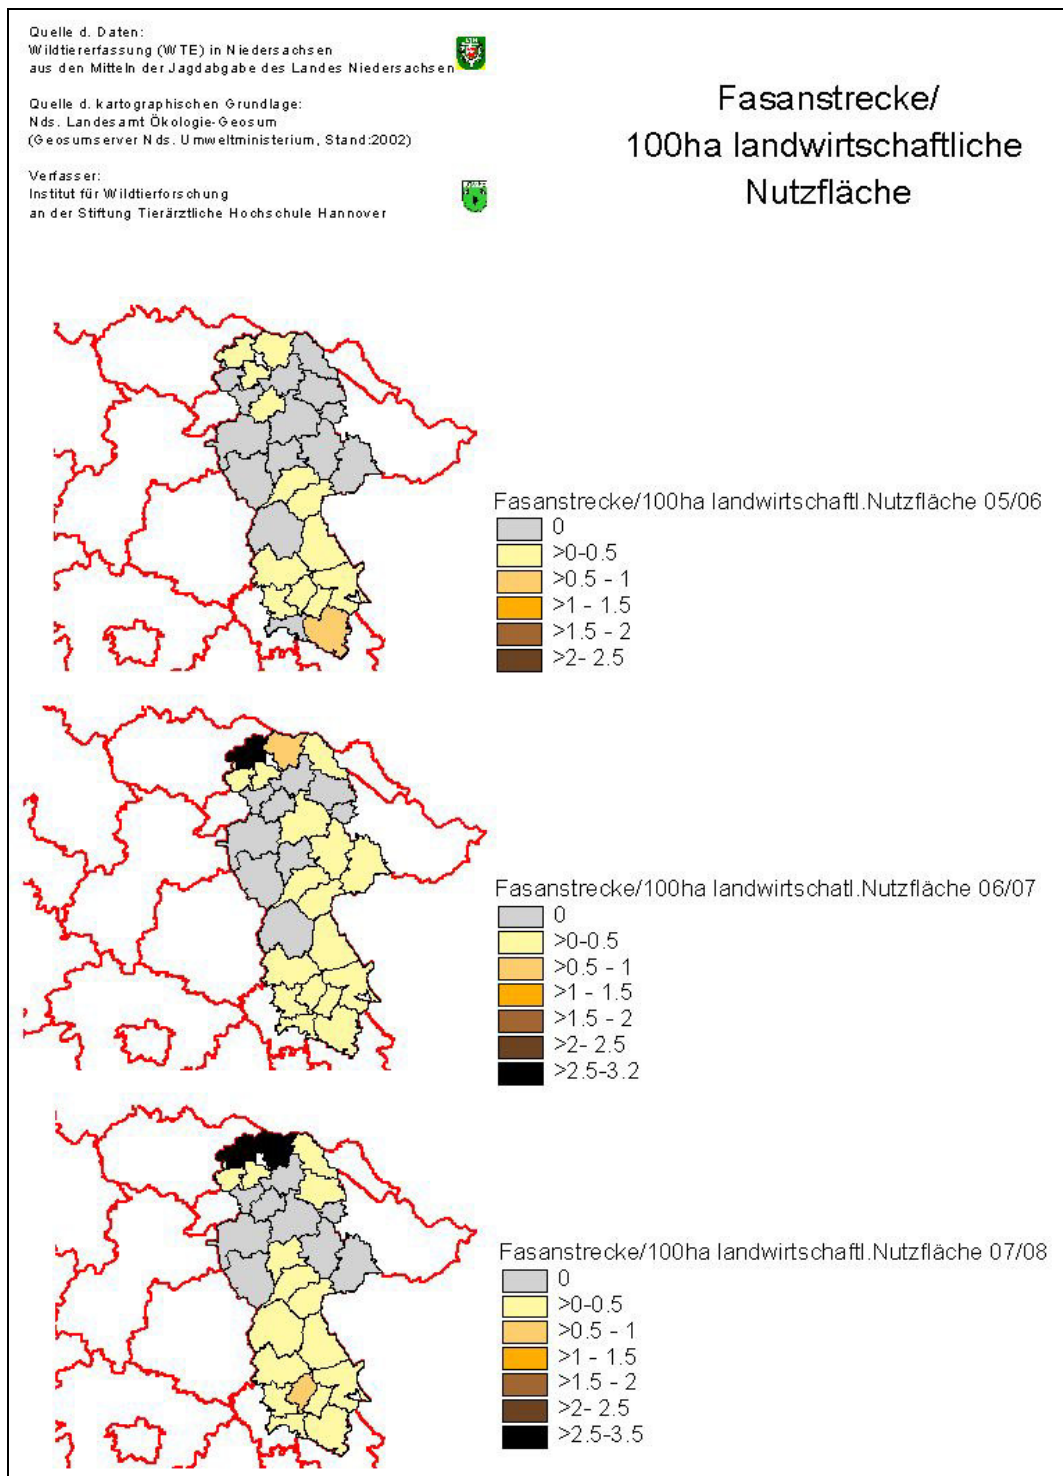 Quelle d. Daten:
Wildtiererfassung (WTE) in Niedersachsen
aus den Mitteln der Jagdabgabe des Landes Niedersachsen
Quelle d. kartographischen Grundlage:
Nds. Landesamt Ökologie-Geosum
(Geosumserver Nds. Umweltministerium, Stand:2002)
Verfasser:
Institut für Wildtierforschung
an der Stiftung Tierärztliche Hochschule Hannover
Fasanstrecke/
100ha landwirtschaftliche
Nutzfläche
Fasanstrecke/100ha landwirtschaftl.Nutzfläche 05/06
0
>0-0.5
>0.5 - 1
>1 - 1.5
>1.5 - 2
>2- 2.5
Fasanstrecke/100ha landwirtschatl.Nutzfläche 06/07
0
>0-0.5
>0.5 - 1
>1 - 1.5
>1.5 - 2
>2- 2.5
>2.5-3.2
Fasanstrecke/100ha landwirtschaftl.Nutzfläche 07/08
0
>0-0.5
>0.5 - 1
>1 - 1.5
>1.5 - 2
>2- 2.5
>2.5-3.5